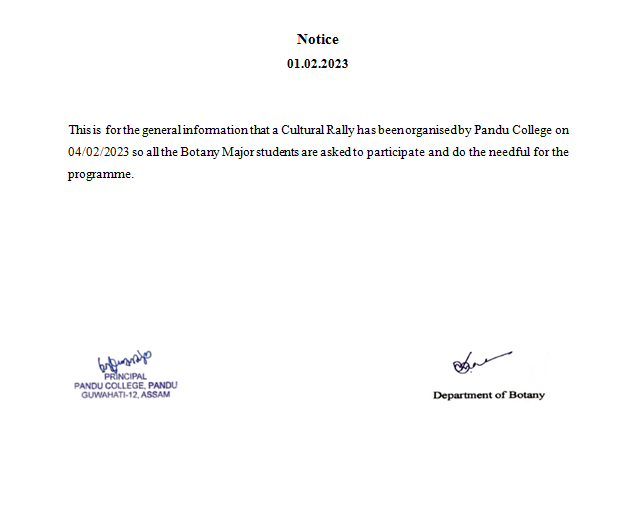 Notice
01.02.2023
This is for the general information that a Cultural Rally has been organised by Pandu College on
04/02/2023 so all the Botany Major students are asked to participate and do the needful for the
programme.
PRINCIPAL
PANDU COLLEGE, PANDU
GUWAHATI-12, ASSAM
Department of Botany